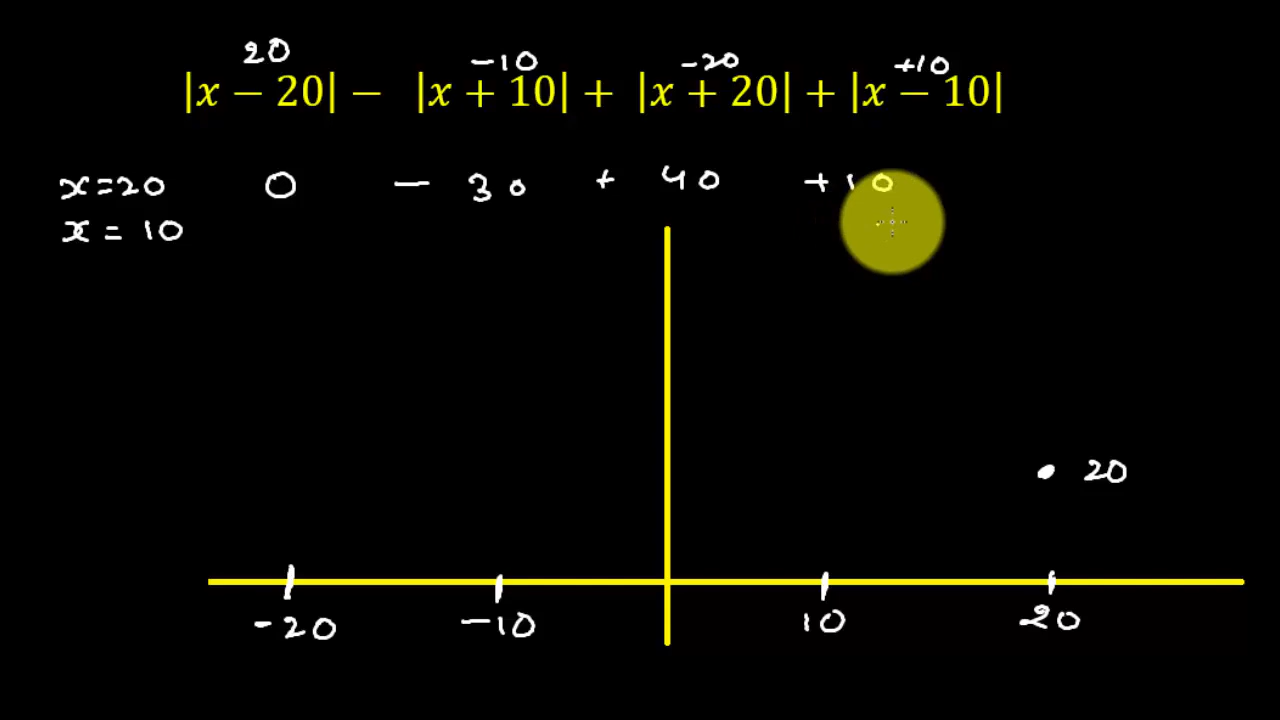 20 −10 −20 +10
|x − 20| − |x + 10| + |x + 20| + |x − 10|
x=20 0 − 30 + 40 +10
x = 10
20
-20 −10 10 20